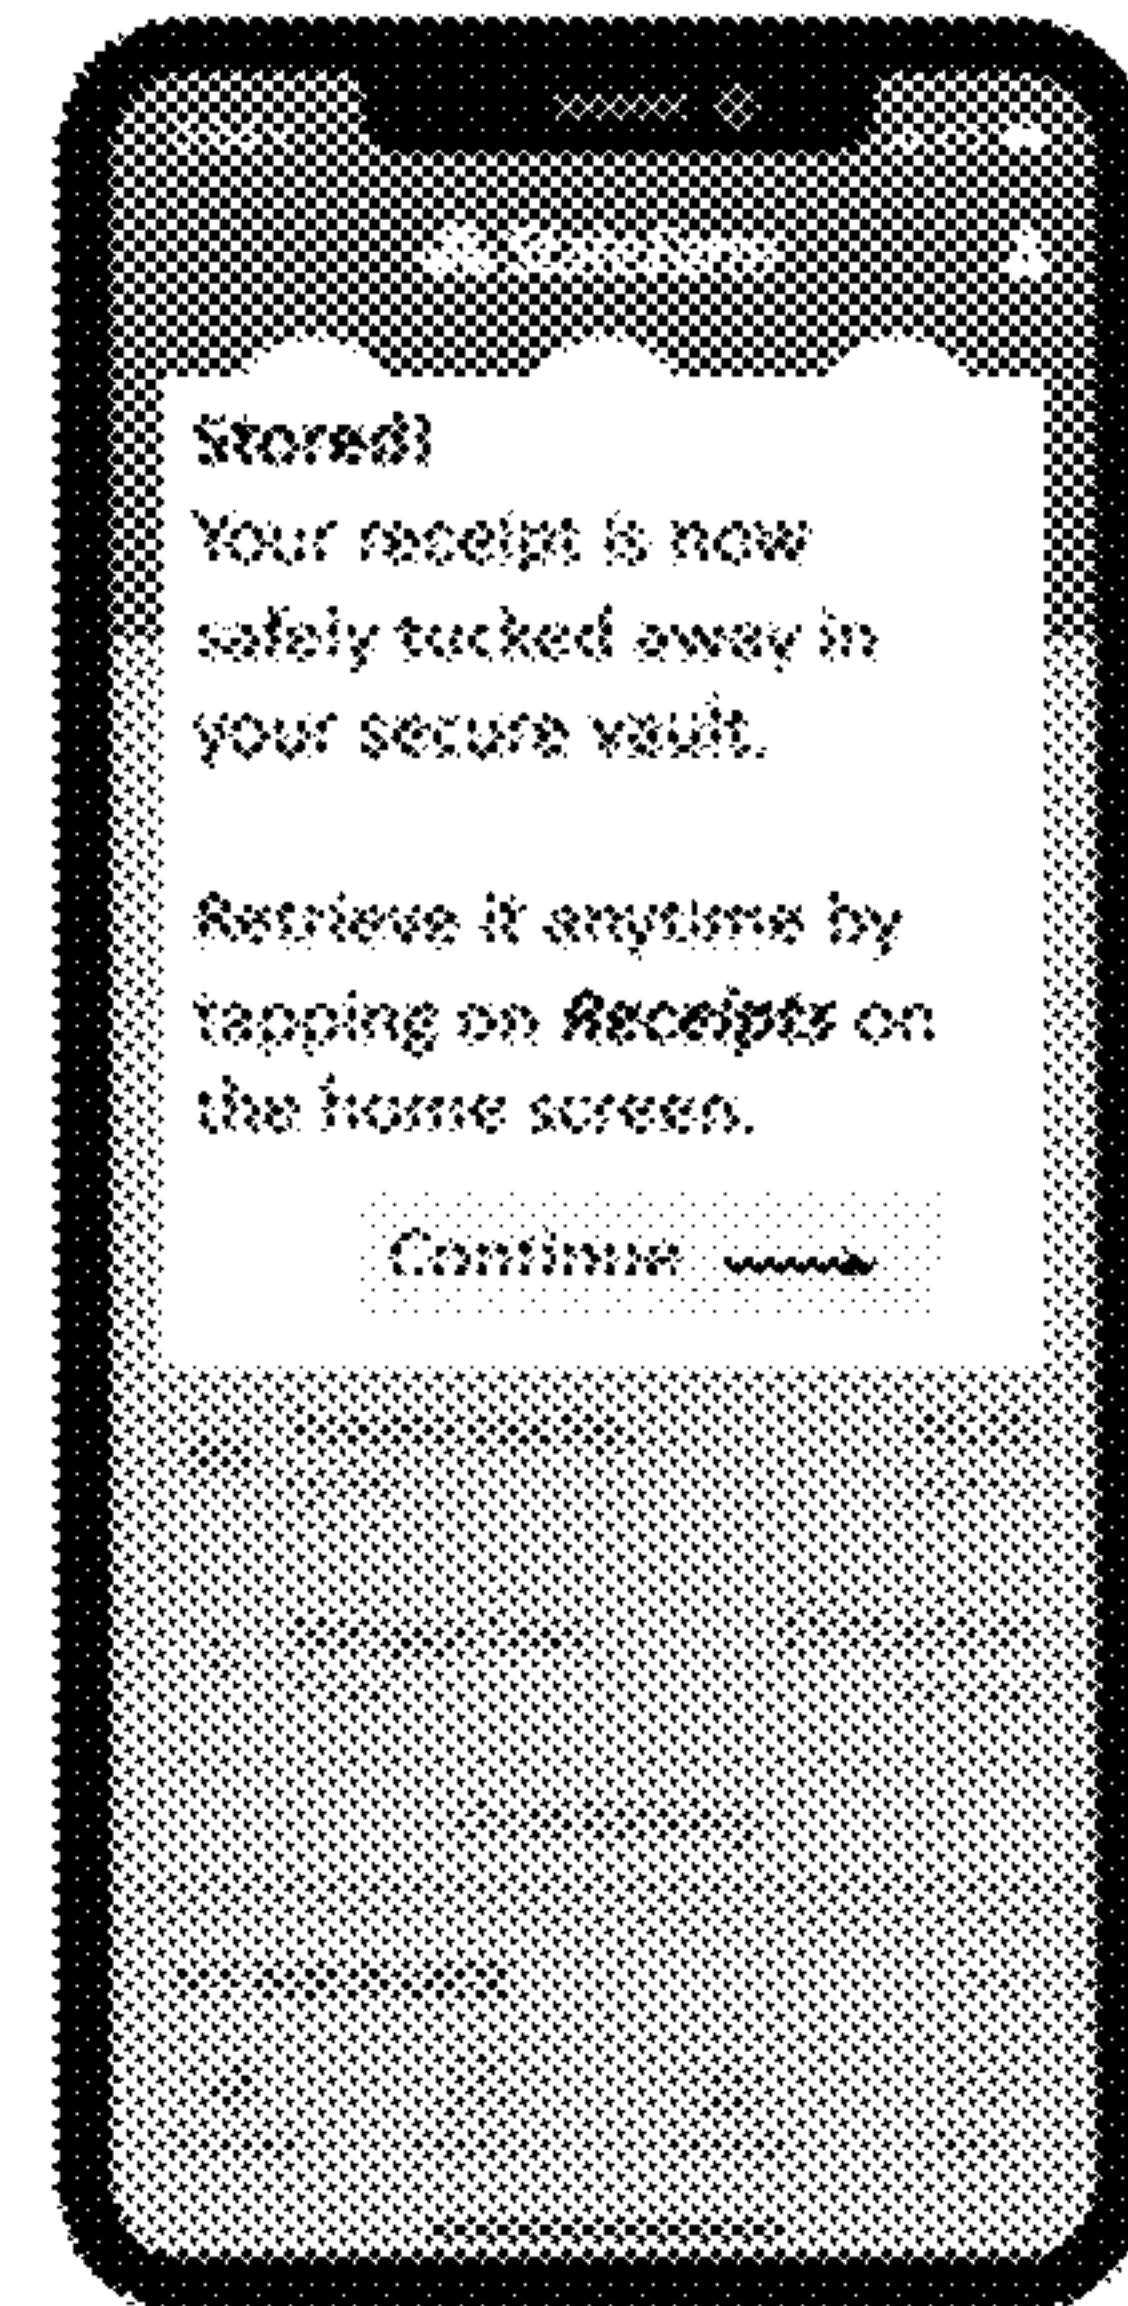 Stored!
Your receipt is now
safely tucked away in
your secure vault.
Retrieve it anytime by
tapping on Receipts on
the home screen.
Continue